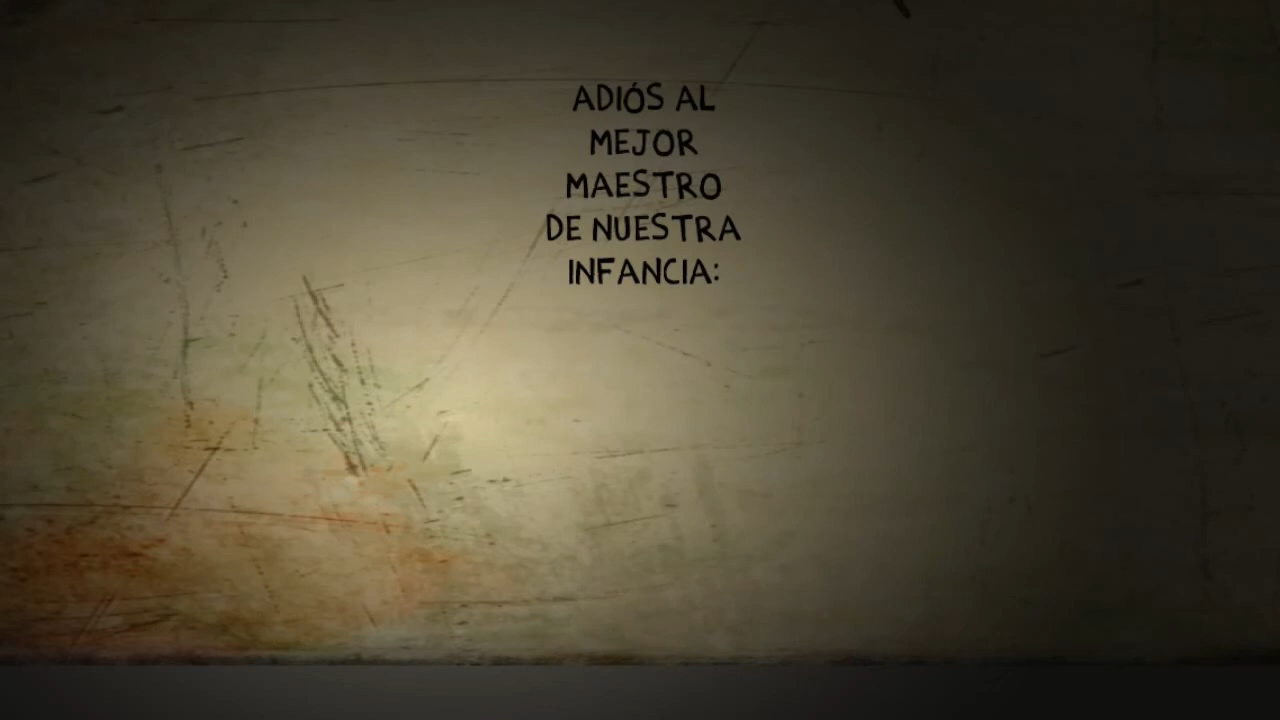 ADIÓS AL
MEJOR
MAESTRO
DE NUESTRA
INFANCIA: